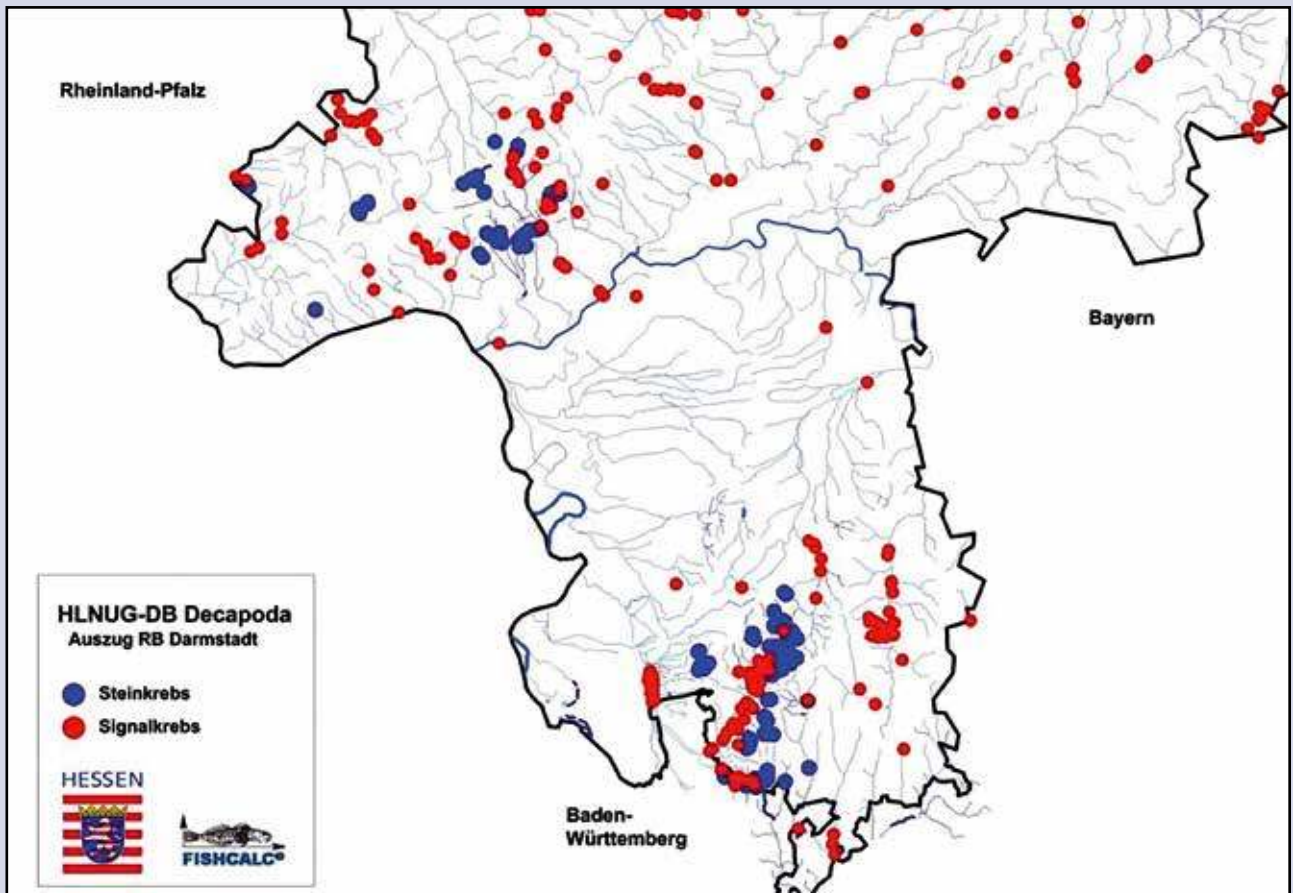 Rheinland-Pfalz
Bayern
HLNUG-DB Decapoda
Auszug RB Darmstadt
Steinkrebs
Signalkrebs
HESSEN
FISHCALC®
Baden-
Württemberg